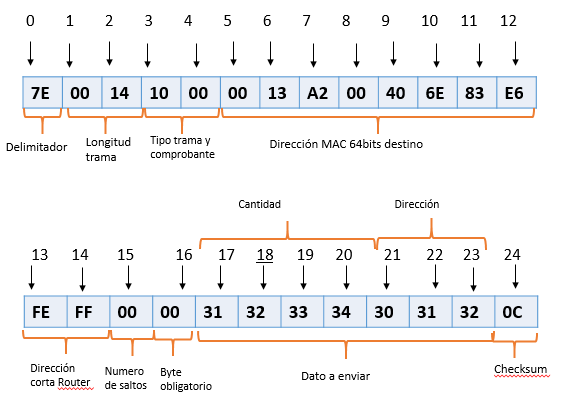 0 1 2 3 4 5 6 7 8 9 10 11 12
7E 00 14 10 00 00 13 A2 00 40 6E 83 E6
Delimitador
Longitud
trama
Tipo trama y
comprobante
Dirección MAC 64bits destino
Cantidad
Dirección
13 14 15 16 17 18 19 20 21 22 23 24
FE FF 00 00 31 32 33 34 30 31 32 0C
Dirección
corta Router
Numero
de saltos
Byte
obligatorio
Dato a enviar
Checksum